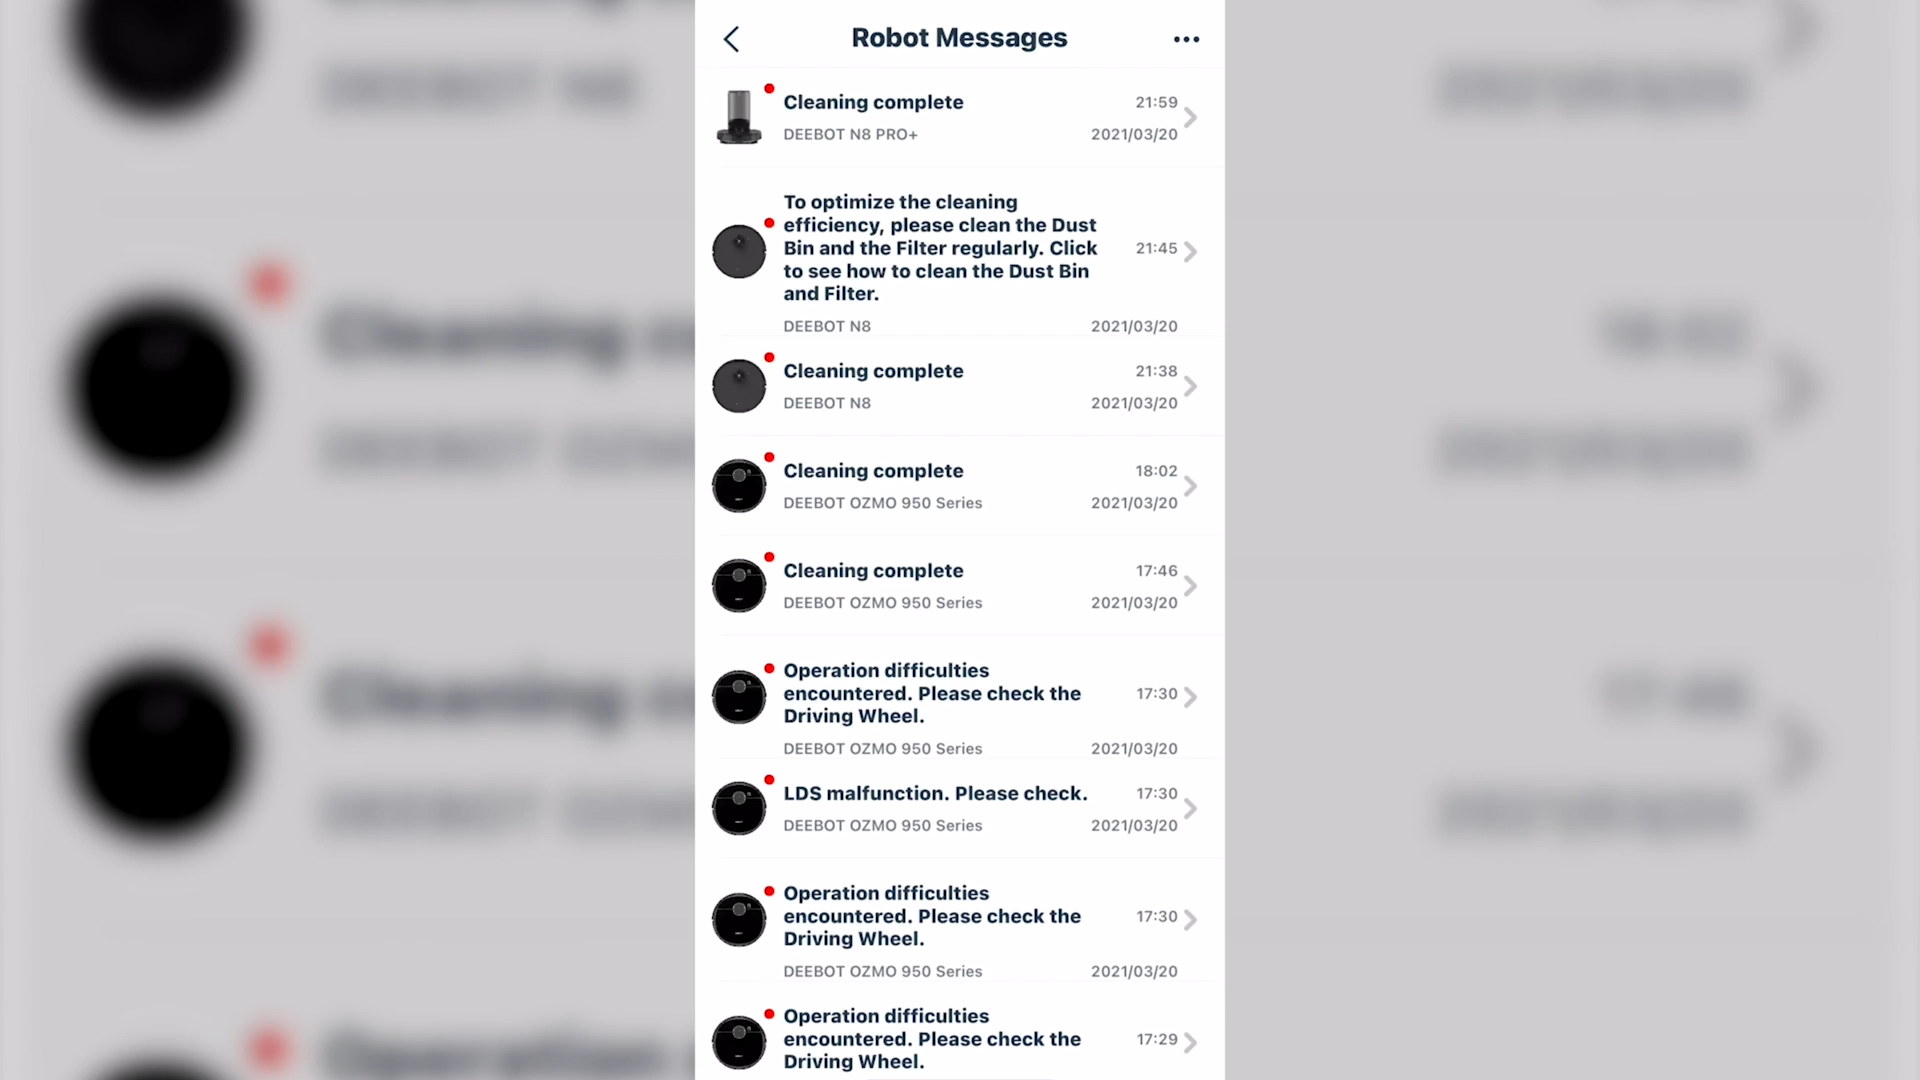 Robot Messages
Cleaning complete 21:59
DEEBOT N8 PRO+ 2021/03/20
To optimize the cleaning
efficiency, please clean the Dust
Bin and the Filter regularly. Click 21:45
to see how to clean the Dust Bin
and Filter.
DEEBOT N8 2021/03/20
Cleaning complete 21:38
DEEBOT N8 2021/03/20
Cleaning complete 18:02
DEEBOT OZMO 950 Series 2021/03/20
Cleaning complete 17:46
DEEBOT OZMO 950 Series 2021/03/20
Operation difficulties
encountered. Please check the 17:30
Driving Wheel.
DEEBOT OZMO 950 Series 2021/03/20
LDS malfunction. Please check. 17:30
DEEBOT OZMO 950 Series 2021/03/20
Operation difficulties
encountered. Please check the 17:30
Driving Wheel.
DEEBOT OZMO 950 Series 2021/03/20
Operation difficulties
encountered. Please check the 17:29
Driving Wheel.